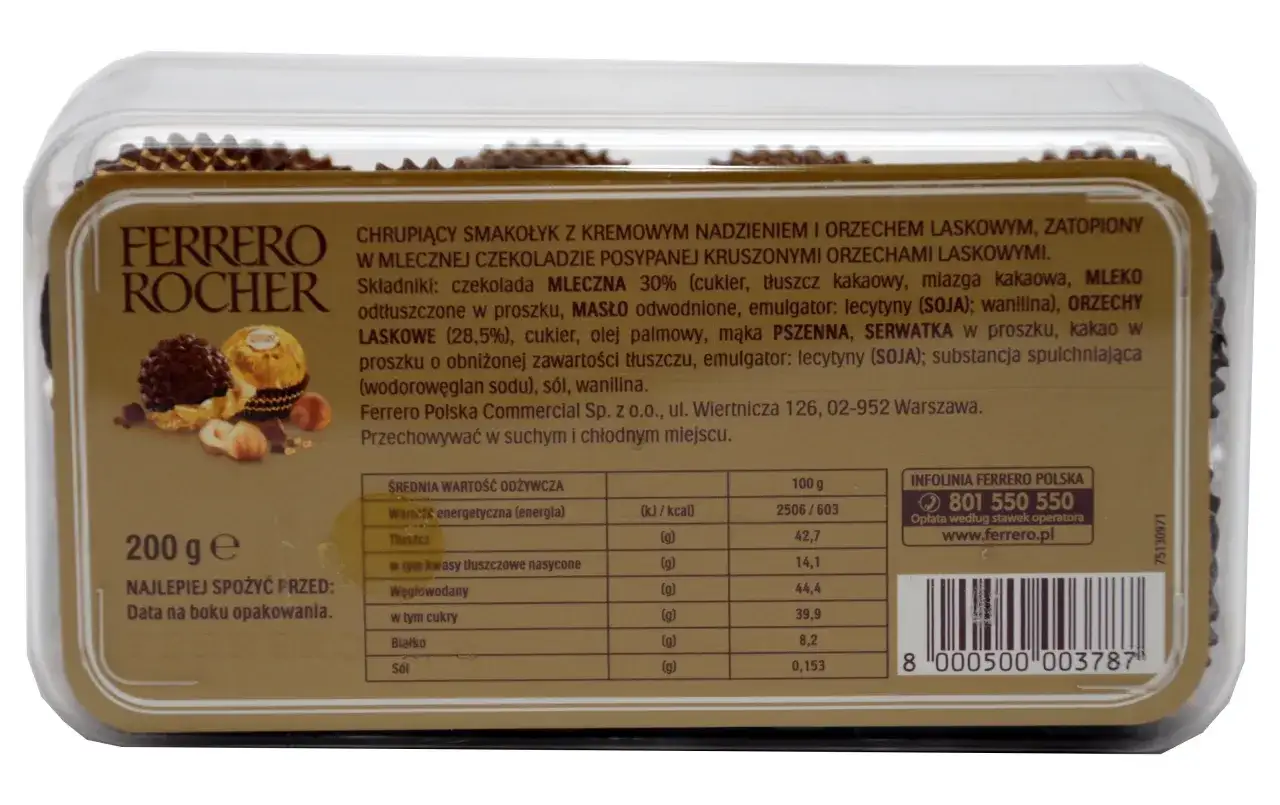 FERRERO
ROCHER
CHRUPIĄCY SMAKOŁYK Z KREMOWYM NADZIENIEM I ORZECHEM LASKOWYM, ZATOPIONY
W MLECZNEJ CZEKOLADZIE POSYPANEJ KRUSZONYMI ORZECHAMI LASKOWYMI.
Składniki: czekolada MLECZNA 30% (cukier, tłuszcz kakaowy, miazga kakaowa, MLEKO
odtłuszczone w proszku, MASŁO odwodnione, emulgator: lecytyny (SOJA); wanilina), ORZECHY
LASKOWE (28,5%), cukier, olej palmowy, mąka PSZENNA, SERWATKA w proszku, kakao w
proszku o obniżonej zawartości tłuszczu, emulgator: lecytyny (SOJA); substancja spulchniająca
(wodorowęglan sodu), sól, wanilina.
Ferrero Polska Commercial Sp. z o.o., ul. Wiertnicza 126, 02-952 Warszawa.
Przechowywać w suchym i chłodnym miejscu.
200 g ℮
NAJLEPIEJ SPOŻYĆ PRZED:
Data na boku opakowania.
ŚREDNIA WARTOŚĆ ODŻYWCZA 100 g
Wartość energetyczna (energia) (kJ / kcal) 2506 / 603
Tłuszcz (g) 42,7
w tym kwasy tłuszczowe nasycone (g) 14,1
Węglowodany (g) 44,4
w tym cukry (g) 39,9
Białko (g) 8,2
Sól (g) 0,153
INFOLINIA FERRERO POLSKA
801 550 550
Opłata według stawek operatora
www.ferrero.pl
75130971
8 000500 003787